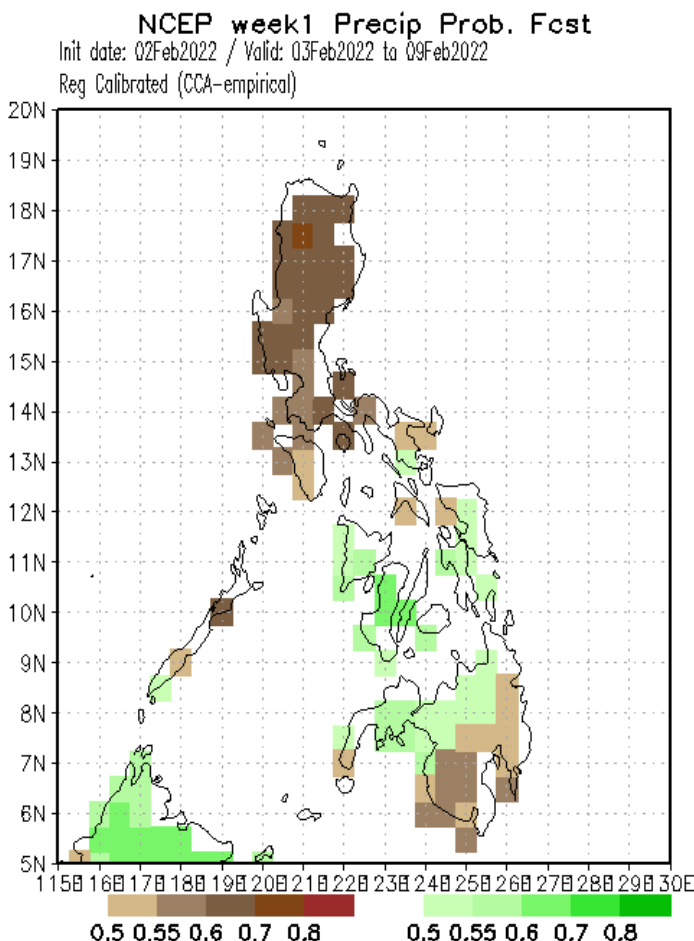 NCEP week1 Precip Prob. Fcst
Init date: 02Feb2022 / Valid: 03Feb2022 to 09Feb2022
Reg Calibrated (CCA-empirical)
20N
19N
18N
17N
16N
15N
14N
13N
12N
11N
10N
9N
8N
7N
6N
5N
115E 116E 117E 118E 119E 120E 121E 122E 123E 124E 125E 126E 127E 128E 129E 130E
0.5 0.55 0.6 0.7 0.8 0.5 0.55 0.6 0.7 0.8